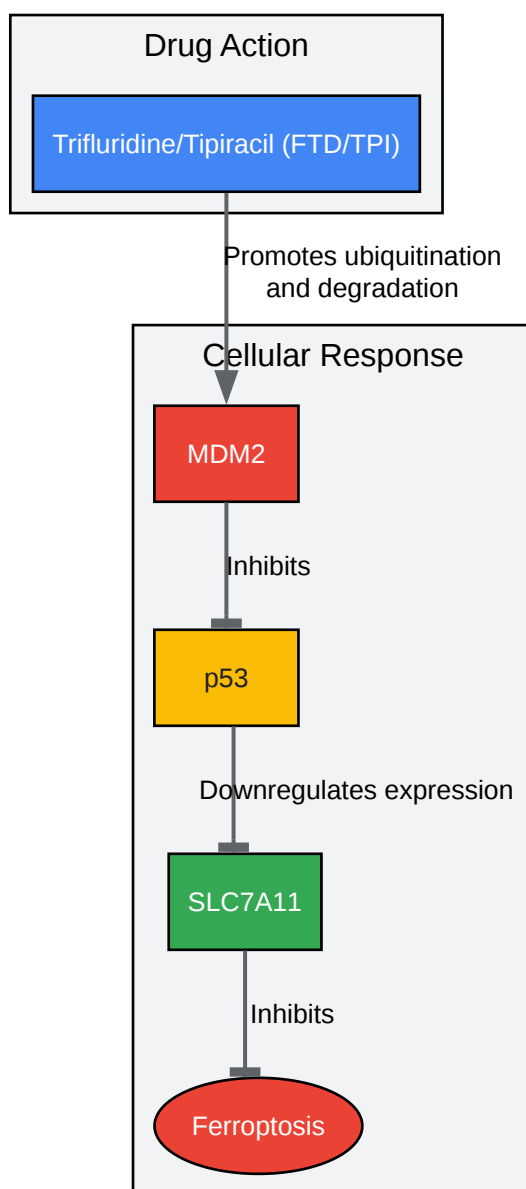 Drug Action
Trifluridine/Tipiracil (FTD/TPI)
Promotes ubiquitination
and degradation
Cellular Response
MDM2
Inhibits
p53
Downregulates expression
SLC7A11
Inhibits
Ferroptosis